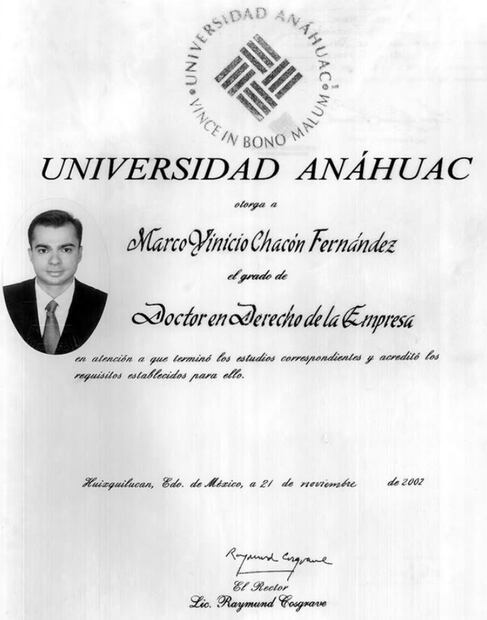 UNIVERSIDAD ANÁHUAC
VINCE IN BONO MALUM
UNIVERSIDAD ANÁHUAC
otorga a
Marco Vinicio Chacón Fernández
el grado de
Doctor en Derecho de la Empresa
en atención a que terminó los estudios correspondientes y acreditó los
requisitos establecidos para ello.
Huixquilucan, Edo. de México, a 21 de noviembre de 2002
Raymund Cosgrave
El Rector
Lic. Raymund Cosgrave